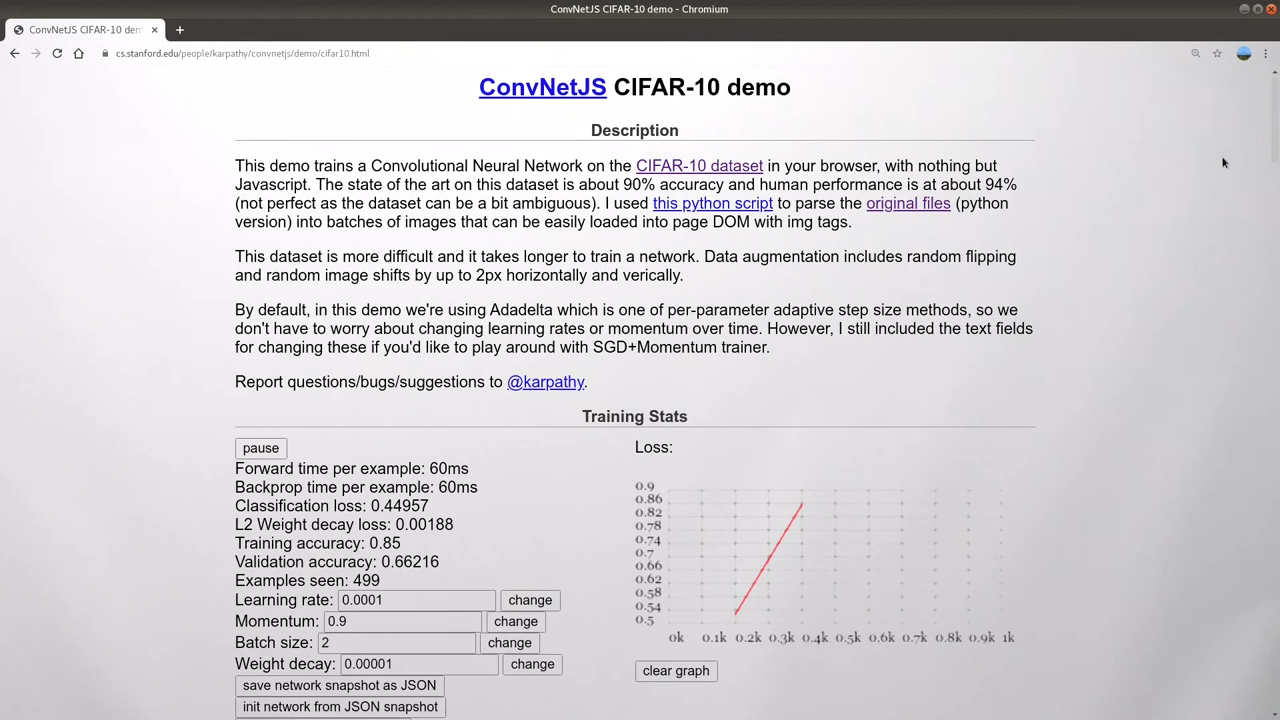 ConvNetJS CIFAR-10 demo - Chromium
ConvNetJS CIFAR-10 dem
cs.stanford.edu/people/karpathy/convnetjs/demo/cifar10.html
ConvNetJS CIFAR-10 demo
Description
This demo trains a Convolutional Neural Network on the CIFAR-10 dataset in your browser, with nothing but
Javascript. The state of the art on this dataset is about 90% accuracy and human performance is at about 94%
(not perfect as the dataset can be a bit ambiguous). I used this python script to parse the original files (python
version) into batches of images that can be easily loaded into page DOM with img tags.
This dataset is more difficult and it takes longer to train a network. Data augmentation includes random flipping
and random image shifts by up to 2px horizontally and verically.
By default, in this demo we're using Adadelta which is one of per-parameter adaptive step size methods, so we
don't have to worry about changing learning rates or momentum over time. However, I still included the text fields
for changing these if you'd like to play around with SGD+Momentum trainer.
Report questions/bugs/suggestions to @karpathy.
Training Stats
pause
Forward time per example: 60ms
Backprop time per example: 60ms
Classification loss: 0.44957
L2 Weight decay loss: 0.00188
Training accuracy: 0.85
Validation accuracy: 0.66216
Examples seen: 499
Learning rate: 0.0001 change
Momentum: 0.9 change
Batch size: 2 change
Weight decay: 0.00001 change
save network snapshot as JSON
init network from JSON snapshot
Loss:
0.9
0.86
0.82
0.78
0.74
0.7
0.66
0.62
0.58
0.54
0.5
0k 0.1k 0.2k 0.3k 0.4k 0.5k 0.6k 0.7k 0.8k 0.9k 1k
clear graph